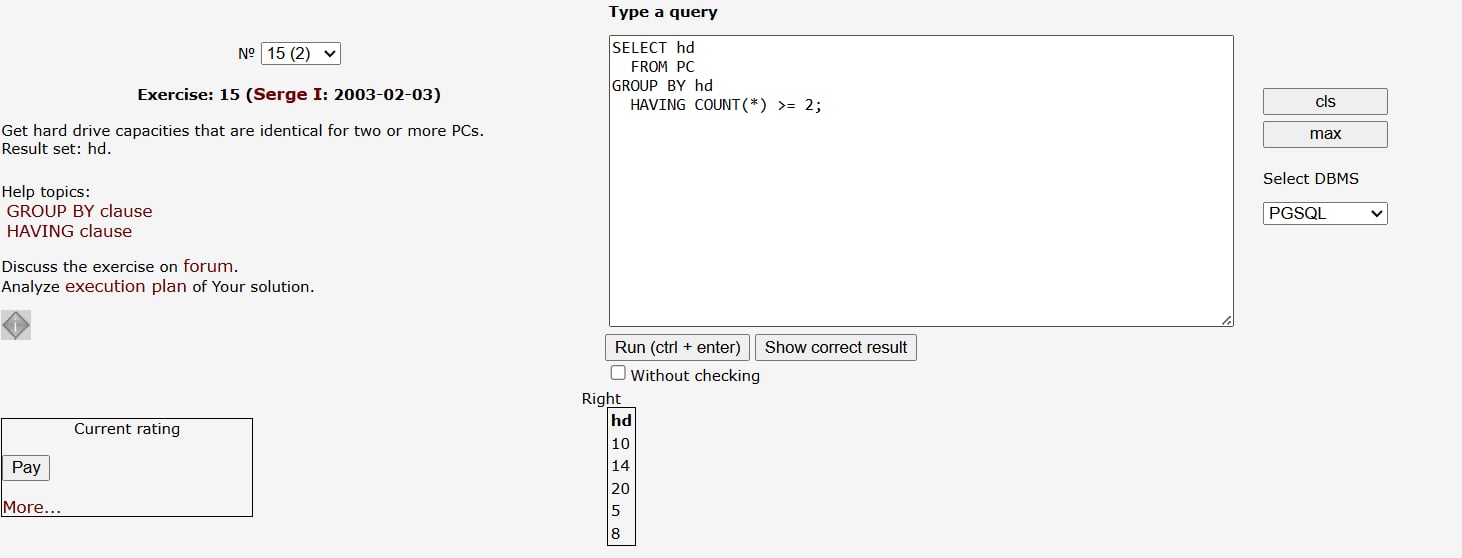 Type a query
№ 15 (2)
Exercise: 15 (Serge I: 2003-02-03)
Get hard drive capacities that are identical for two or more PCs.
Result set: hd.
Help topics:
GROUP BY clause
HAVING clause
Discuss the exercise on forum.
Analyze execution plan of Your solution.
i
SELECT hd
FROM PC
GROUP BY hd
HAVING COUNT(*) >= 2;
cls
max
Select DBMS
PGSQL
Run (ctrl + enter) Show correct result
Without checking
Right
hd
10
14
20
5
8
Current rating
Pay
More...